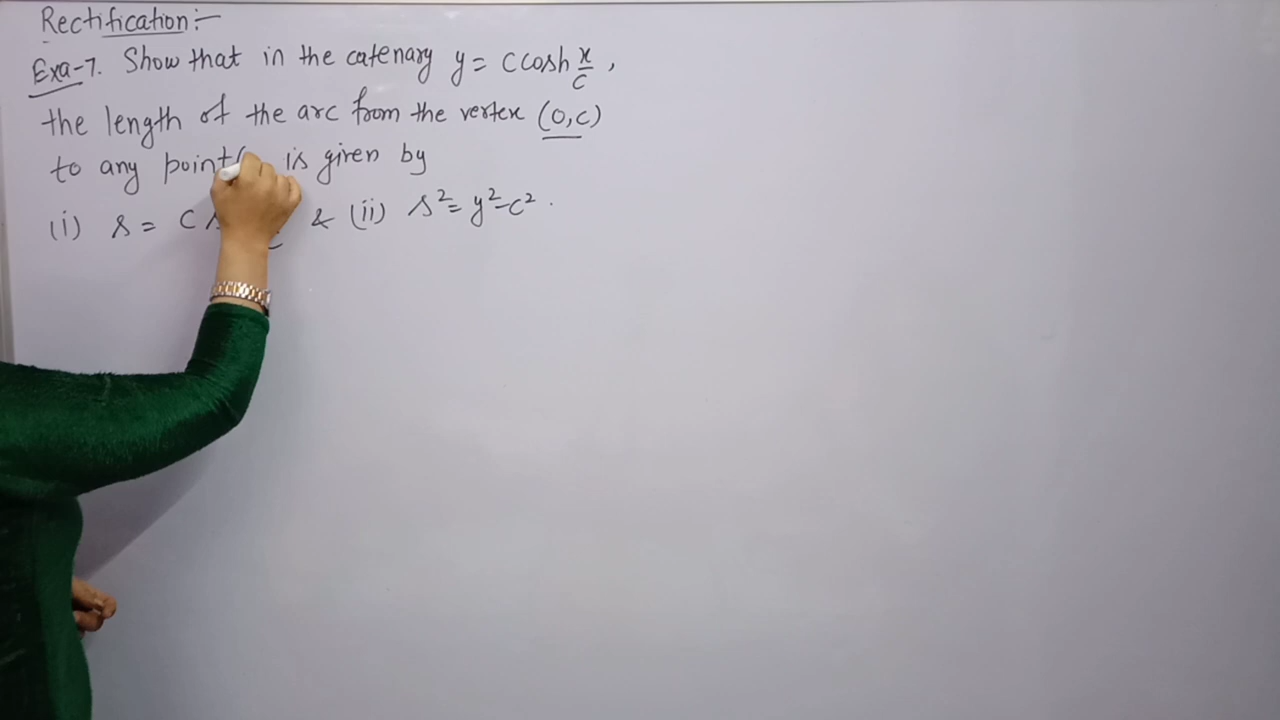 Rectification:-
Exa-7. Show that in the catenary y = c cosh x/c ,
the length of the arc from the vertex (0,c)
to any point( is given by
(i) s = c & (ii) s² = y² - c² .